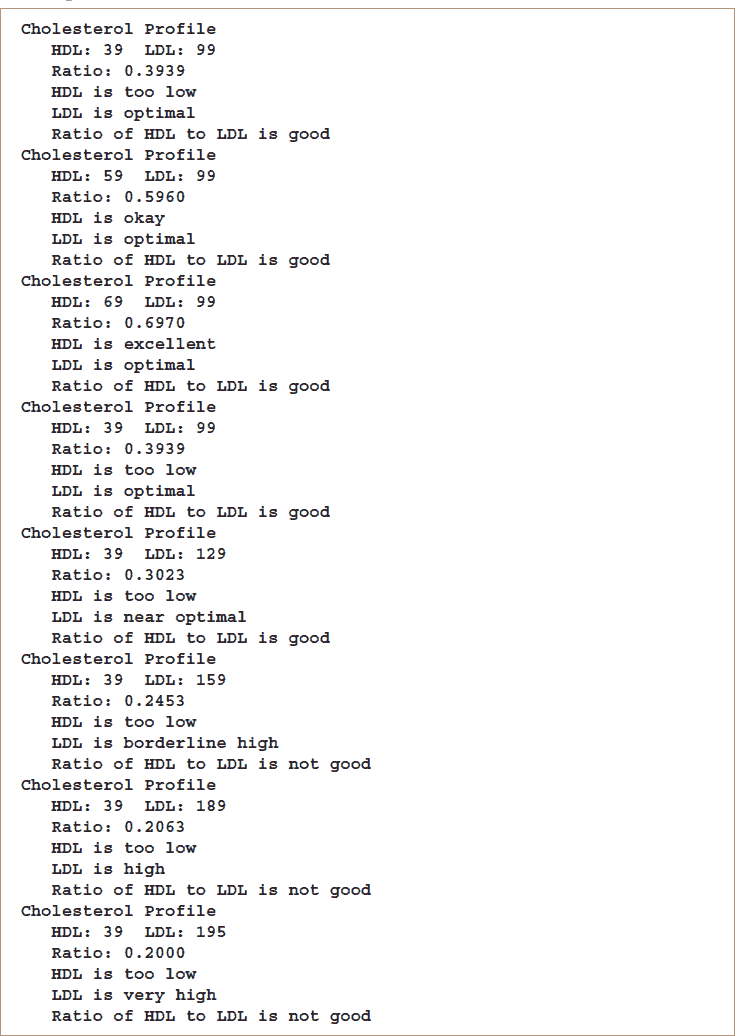 Cholesterol Profile
HDL: 39 LDL: 99
Ratio: 0.3939
HDL is too low
LDL is optimal
Ratio of HDL to LDL is good
Cholesterol Profile
HDL: 59 LDL: 99
Ratio: 0.5960
HDL is okay
LDL is optimal
Ratio of HDL to LDL is good
Cholesterol Profile
HDL: 69 LDL: 99
Ratio: 0.6970
HDL is excellent
LDL is optimal
Ratio of HDL to LDL is good
Cholesterol Profile
HDL: 39 LDL: 99
Ratio: 0.3939
HDL is too low
LDL is optimal
Ratio of HDL to LDL is good
Cholesterol Profile
HDL: 39 LDL: 129
Ratio: 0.3023
HDL is too low
LDL is near optimal
Ratio of HDL to LDL is good
Cholesterol Profile
HDL: 39 LDL: 159
Ratio: 0.2453
HDL is too low
LDL is borderline high
Ratio of HDL to LDL is not good
Cholesterol Profile
HDL: 39 LDL: 189
Ratio: 0.2063
HDL is too low
LDL is high
Ratio of HDL to LDL is not good
Cholesterol Profile
HDL: 39 LDL: 195
Ratio: 0.2000
HDL is too low
LDL is very high
Ratio of HDL to LDL is not good